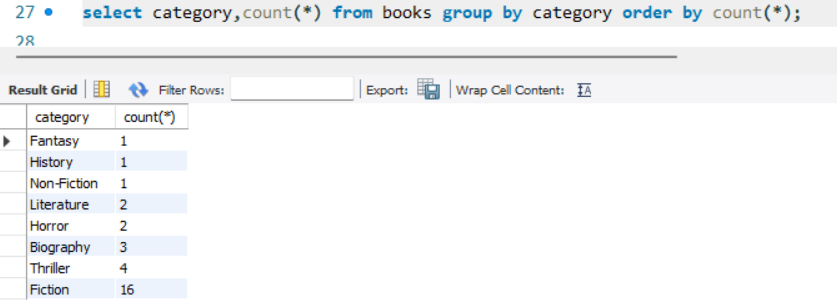 27 select category,count(*) from books group by category order by count(*);
28
Result Grid Filter Rows: Export: Wrap Cell Content: IA
category count(*)
Fantasy 1
History 1
Non-Fiction 1
Literature 2
Horror 2
Biography 3
Thriller 4
Fiction 16